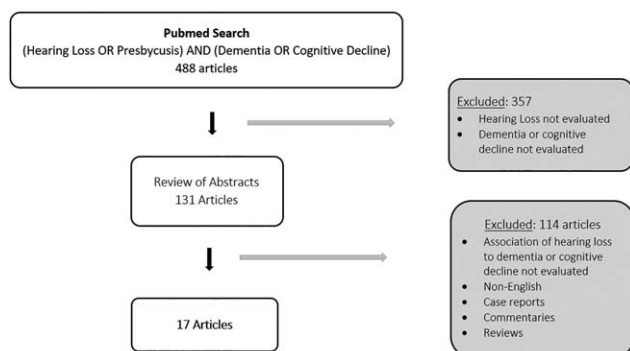 Pubmed Search
(Hearing Loss OR Presbycusis) AND (Dementia OR Cognitive Decline)
488 articles
Excluded: 357
• Hearing Loss not evaluated
• Dementia or cognitive
decline not evaluated
Review of Abstracts
131 Articles
Excluded: 114 articles
• Association of hearing loss
to dementia or cognitive
decline not evaluated
• Non-English
• Case reports
• Commentaries
• Reviews
17 Articles